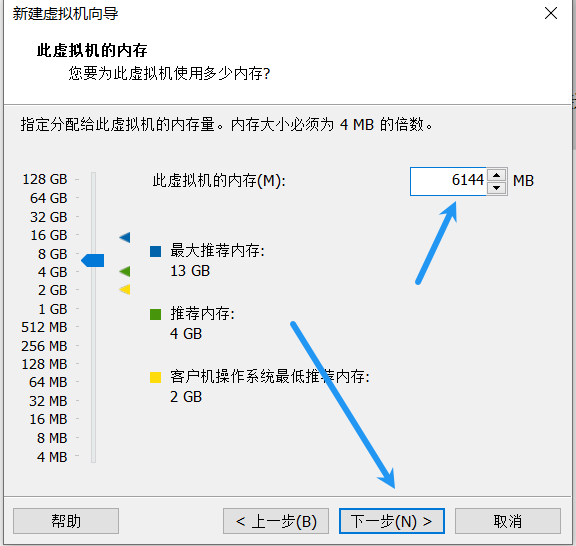 新建虚拟机向导
此虚拟机的内存
您要为此虚拟机使用多少内存?
指定分配给此虚拟机的内存量。内存大小必须为 4 MB 的倍数。
128 GB
64 GB
32 GB
16 GB
8 GB
4 GB
2 GB
1 GB
512 MB
256 MB
128 MB
64 MB
32 MB
16 MB
8 MB
4 MB
此虚拟机的内存(M): 6144 MB
最大推荐内存:
13 GB
推荐内存:
4 GB
客户机操作系统最低推荐内存:
2 GB
帮助 < 上一步(B) 下一步(N) > 取消